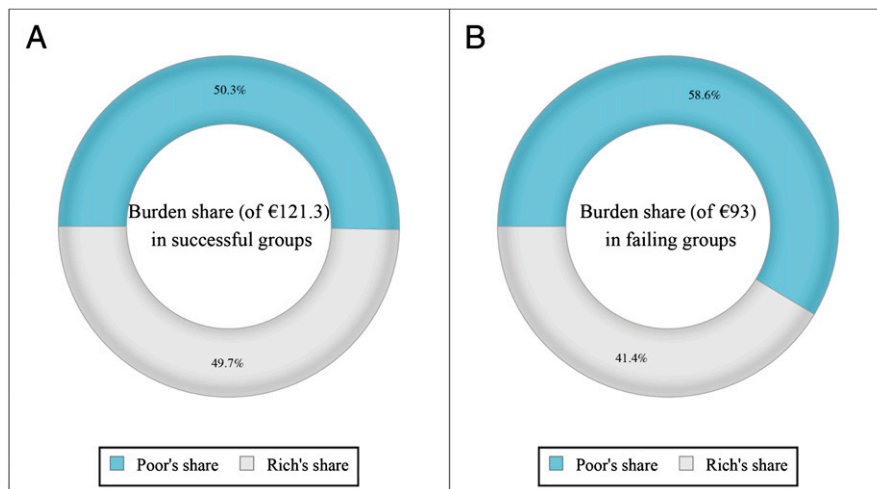 A
50.3%
Burden share (of €121.3)
in successful groups
49.7%
Poor's share
Rich's share
B
58.6%
Burden share (of €93)
in failing groups
41.4%
Poor's share
Rich's share